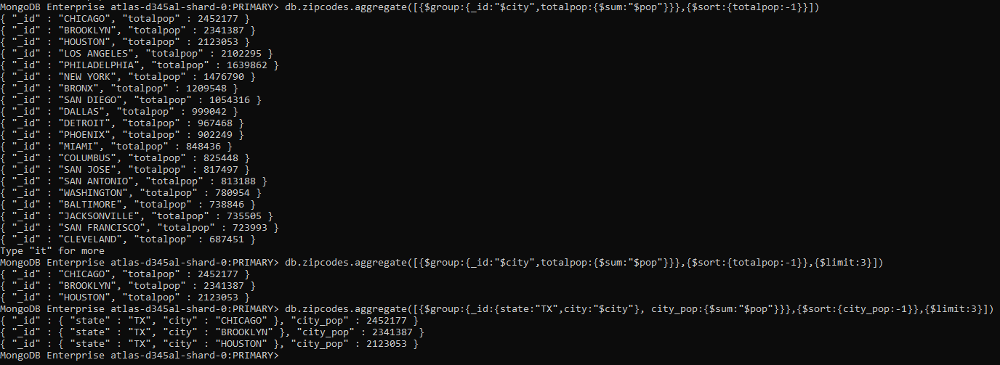 MongoDB Enterprise atlas-d345al-shard-0:PRIMARY> db.zipcodes.aggregate([{$group:{_id:"$city",totalpop:{$sum:"$pop"}}},{$sort:{totalpop:-1}}])
{ "_id" : "CHICAGO", "totalpop" : 2452177 }
{ "_id" : "BROOKLYN", "totalpop" : 2341387 }
{ "_id" : "HOUSTON", "totalpop" : 2123053 }
{ "_id" : "LOS ANGELES", "totalpop" : 2102295 }
{ "_id" : "PHILADELPHIA", "totalpop" : 1639862 }
{ "_id" : "NEW YORK", "totalpop" : 1476790 }
{ "_id" : "BRONX", "totalpop" : 1209548 }
{ "_id" : "SAN DIEGO", "totalpop" : 1054316 }
{ "_id" : "DALLAS", "totalpop" : 999042 }
{ "_id" : "DETROIT", "totalpop" : 967468 }
{ "_id" : "PHOENIX", "totalpop" : 902249 }
{ "_id" : "MIAMI", "totalpop" : 848436 }
{ "_id" : "COLUMBUS", "totalpop" : 825448 }
{ "_id" : "SAN JOSE", "totalpop" : 817497 }
{ "_id" : "SAN ANTONIO", "totalpop" : 813188 }
{ "_id" : "WASHINGTON", "totalpop" : 780954 }
{ "_id" : "BALTIMORE", "totalpop" : 738846 }
{ "_id" : "JACKSONVILLE", "totalpop" : 735505 }
{ "_id" : "SAN FRANCISCO", "totalpop" : 723993 }
{ "_id" : "CLEVELAND", "totalpop" : 687451 }
Type "it" for more
MongoDB Enterprise atlas-d345al-shard-0:PRIMARY> db.zipcodes.aggregate([{$group:{_id:"$city",totalpop:{$sum:"$pop"}}},{$sort:{totalpop:-1}},{$limit:3}])
{ "_id" : "CHICAGO", "totalpop" : 2452177 }
{ "_id" : "BROOKLYN", "totalpop" : 2341387 }
{ "_id" : "HOUSTON", "totalpop" : 2123053 }
MongoDB Enterprise atlas-d345al-shard-0:PRIMARY> db.zipcodes.aggregate([{$group:{_id:{state:"TX",city:"$city"}, city_pop:{$sum:"$pop"}}},{$sort:{city_pop:-1}},{$limit:3}])
{ "_id" : { "state" : "TX", "city" : "CHICAGO" }, "city_pop" : 2452177 }
{ "_id" : { "state" : "TX", "city" : "BROOKLYN" }, "city_pop" : 2341387 }
{ "_id" : { "state" : "TX", "city" : "HOUSTON" }, "city_pop" : 2123053 }
MongoDB Enterprise atlas-d345al-shard-0:PRIMARY>